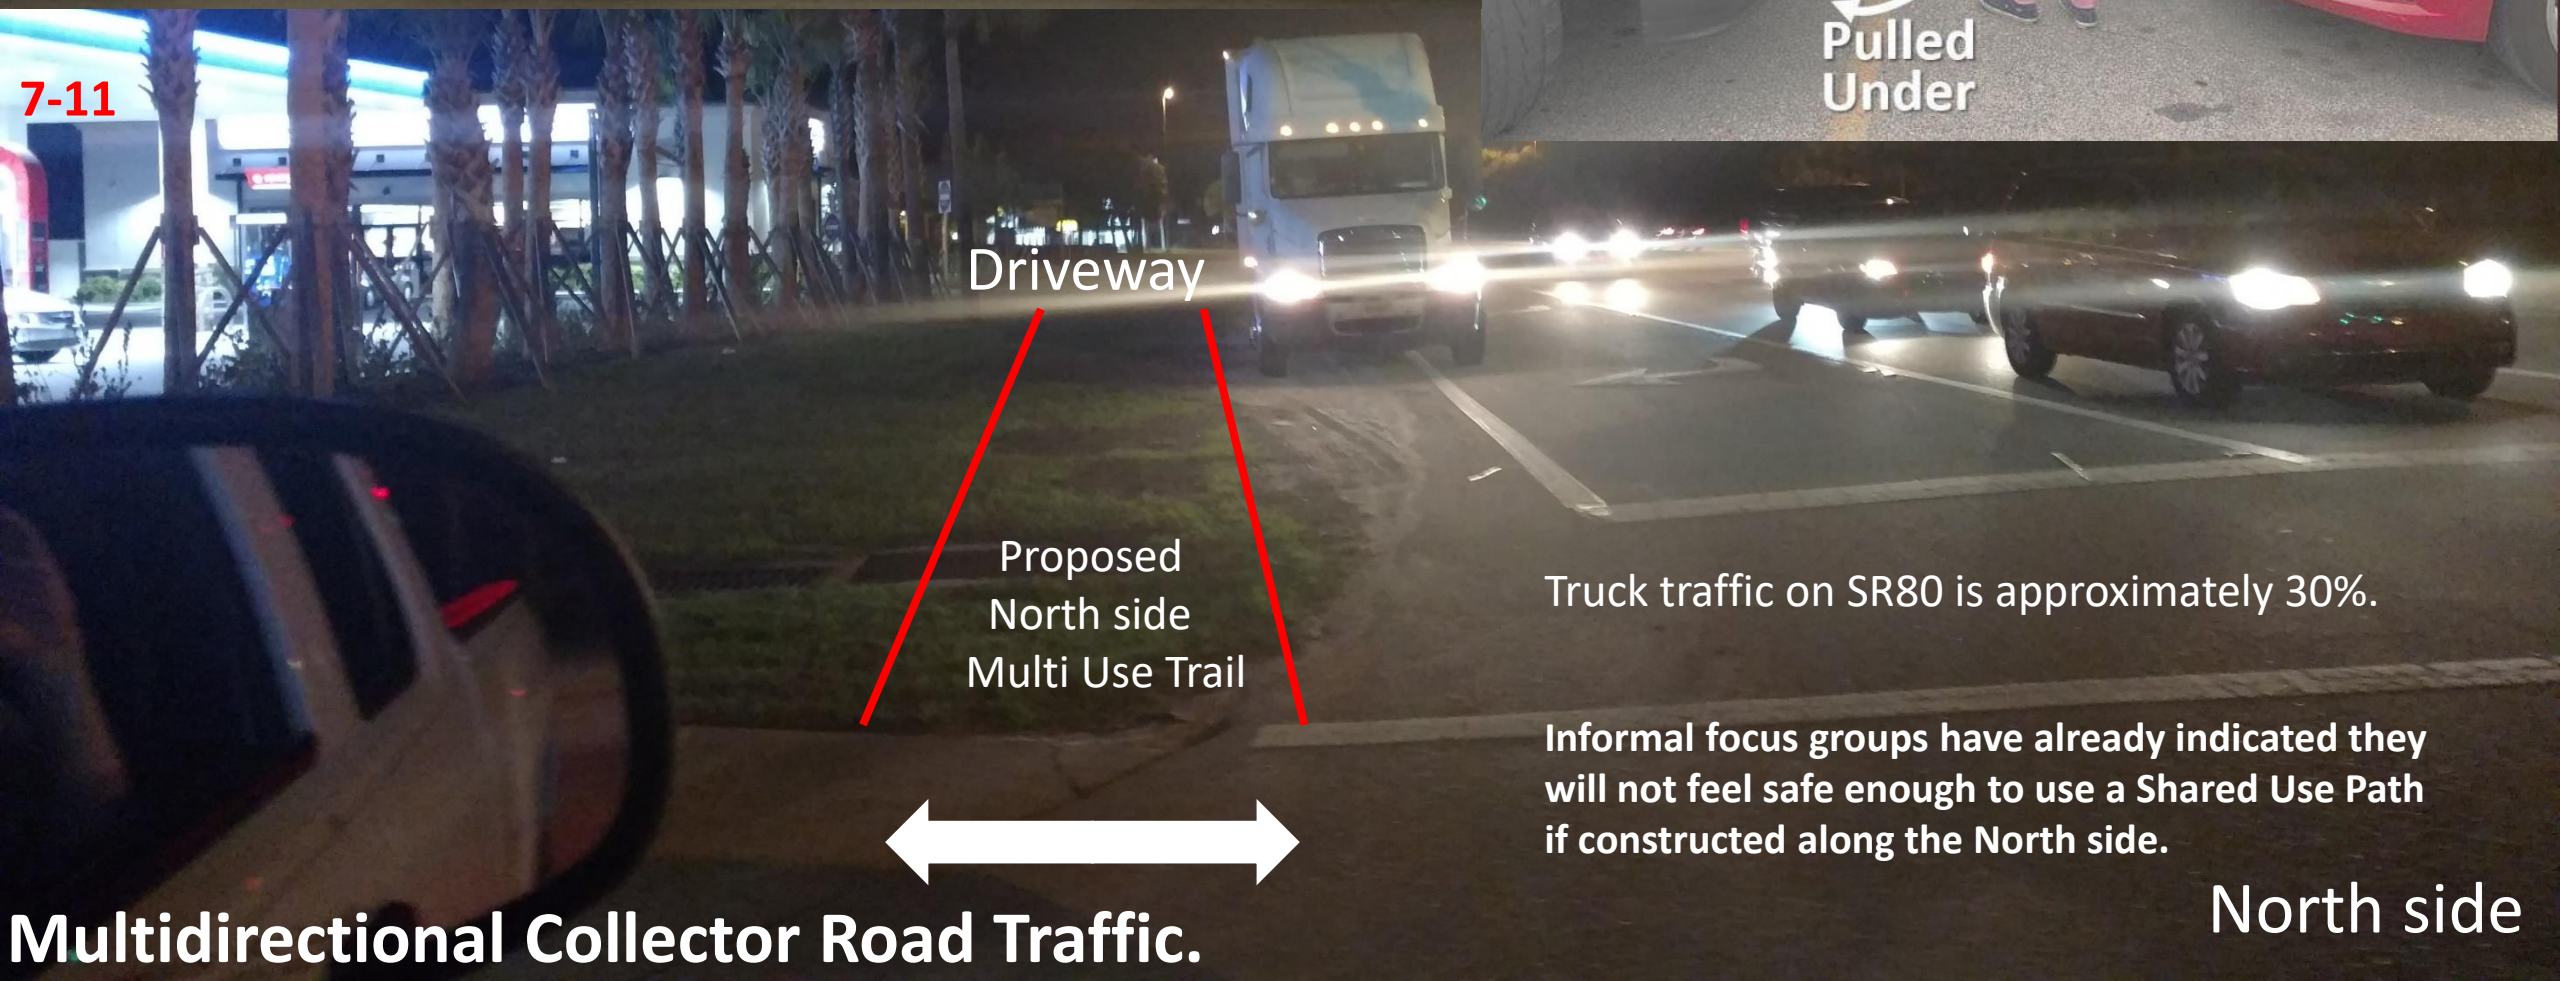 Pulled
Under
7-11
Driveway
Proposed
North side
Multi Use Trail
Truck traffic on SR80 is approximately 30%.
Informal focus groups have already indicated they
will not feel safe enough to use a Shared Use Path
if constructed along the North side.
North side
Multidirectional Collector Road Traffic.